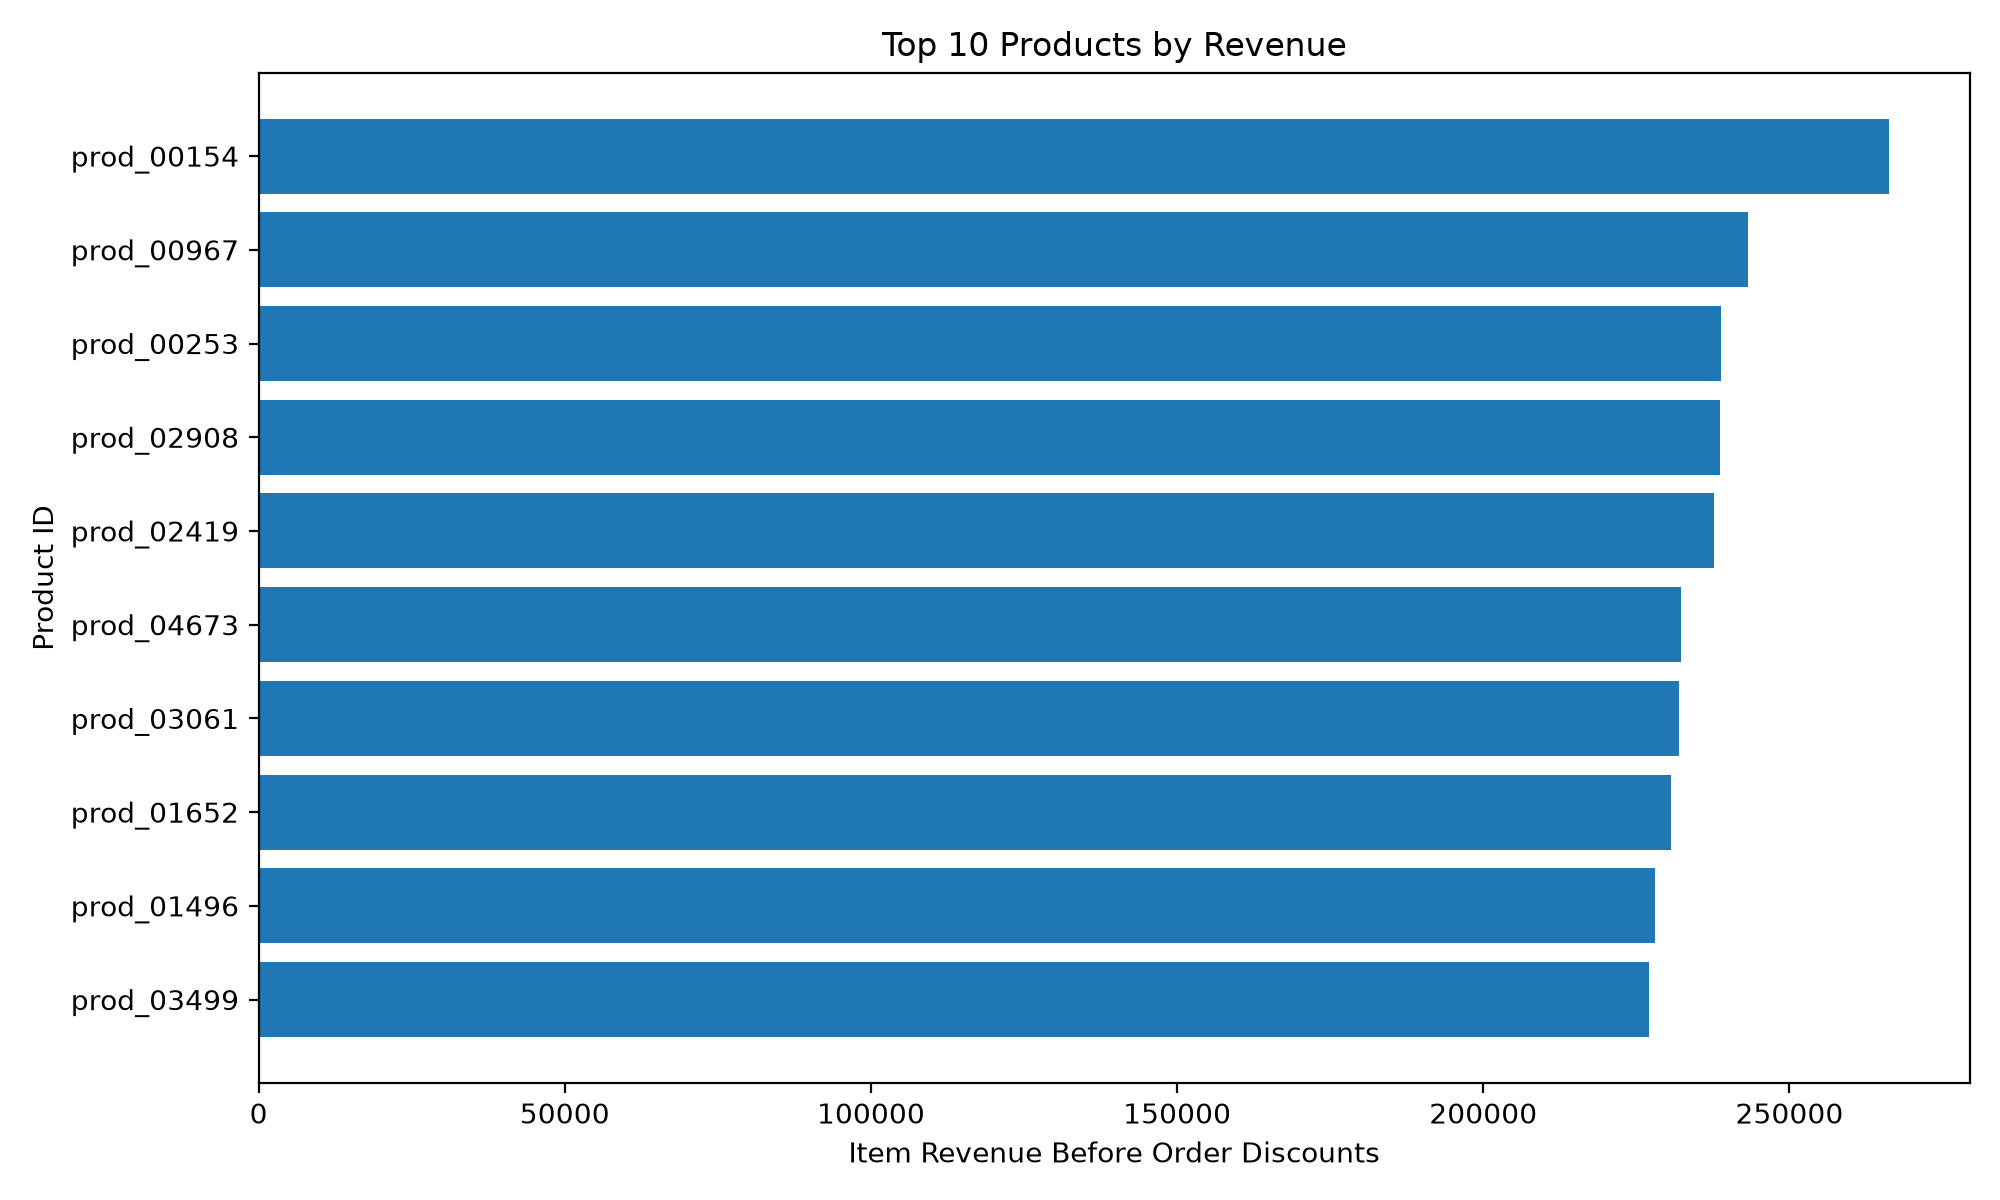 Top 10 Products by Revenue
Product ID
prod_00154
prod_00967
prod_00253
prod_02908
prod_02419
prod_04673
prod_03061
prod_01652
prod_01496
prod_03499
0 50000 100000 150000 200000 250000
Item Revenue Before Order Discounts